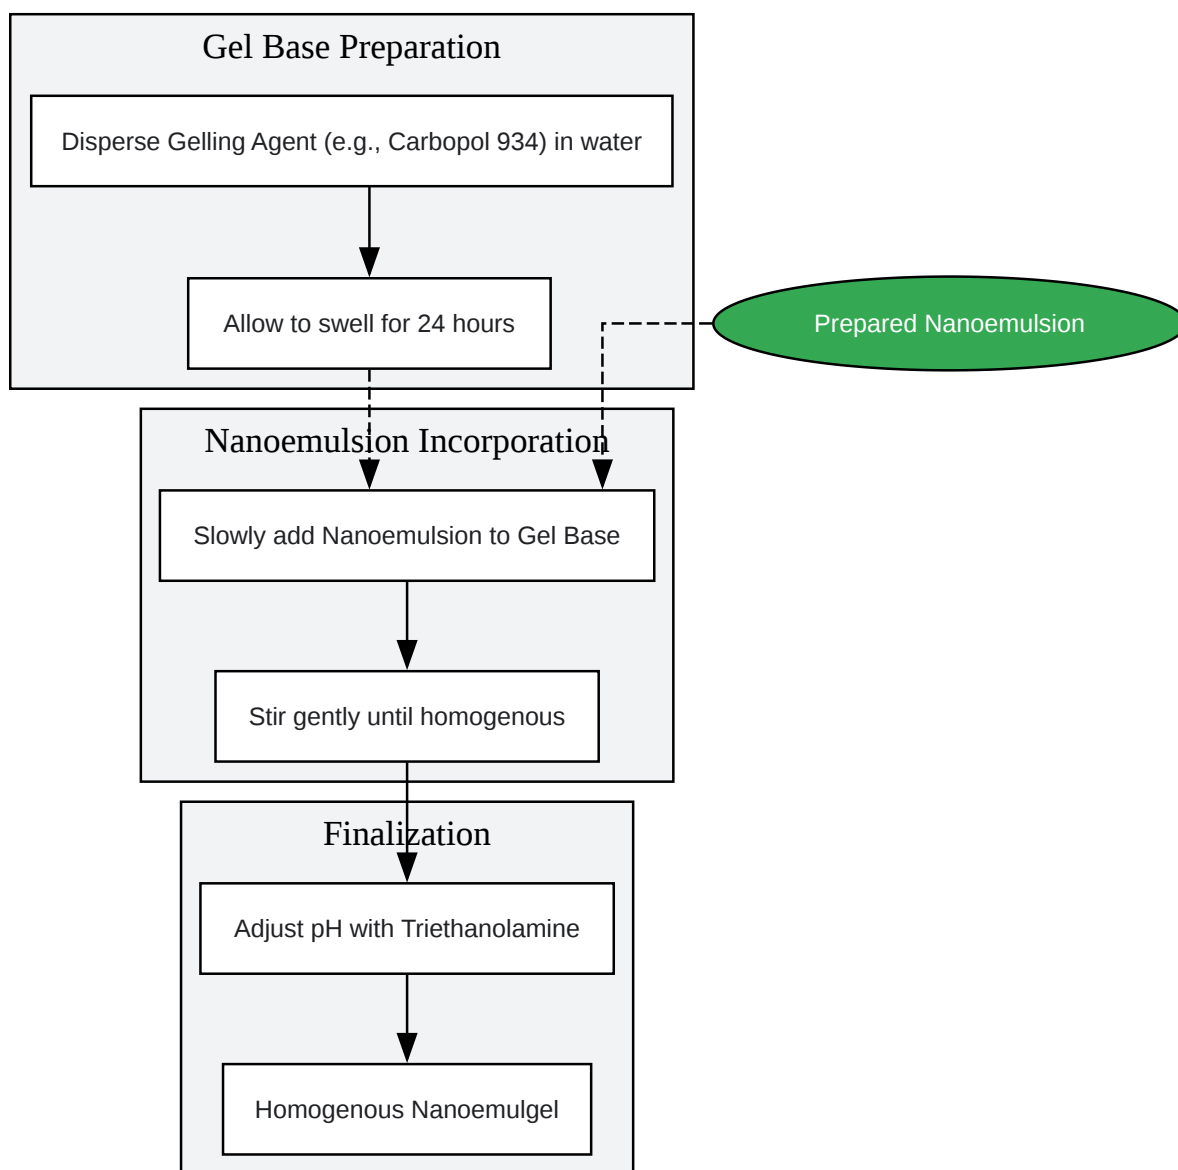 Gel Base Preparation
Disperse Gelling Agent (e.g., Carbopol 934) in water
Allow to swell for 24 hours
Prepared Nanoemulsion
Nanoemulsion Incorporation
Slowly add Nanoemulsion to Gel Base
Stir gently until homogenous
Finalization
Adjust pH with Triethanolamine
Homogenous Nanoemulgel